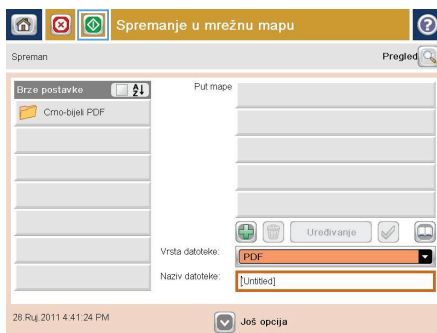 Spremanje u mrežnu mapu
Spreman
Pregled
Brze postavke
Put mape
Crno-bijeli PDF
Uređivanje
Vrsta datoteke:
PDF
Naziv datoteke:
[Untitled]
28.Ruj.2011 4:41:24 PM
Još opcija